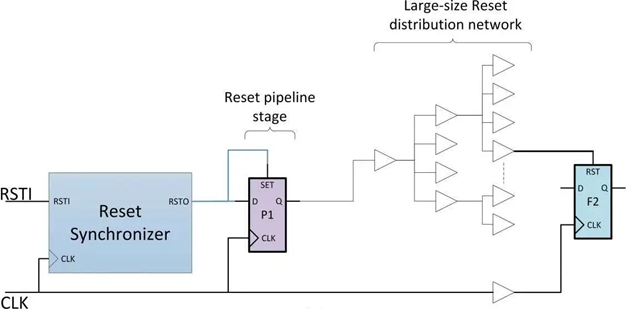 Large-size Reset
distribution network
Reset pipeline
stage
RSTI
RSTI
Reset
Synchronizer
RSTO
CLK
SET
D
Q
P1
CLK
RST
D
Q
F2
CLK
CLK